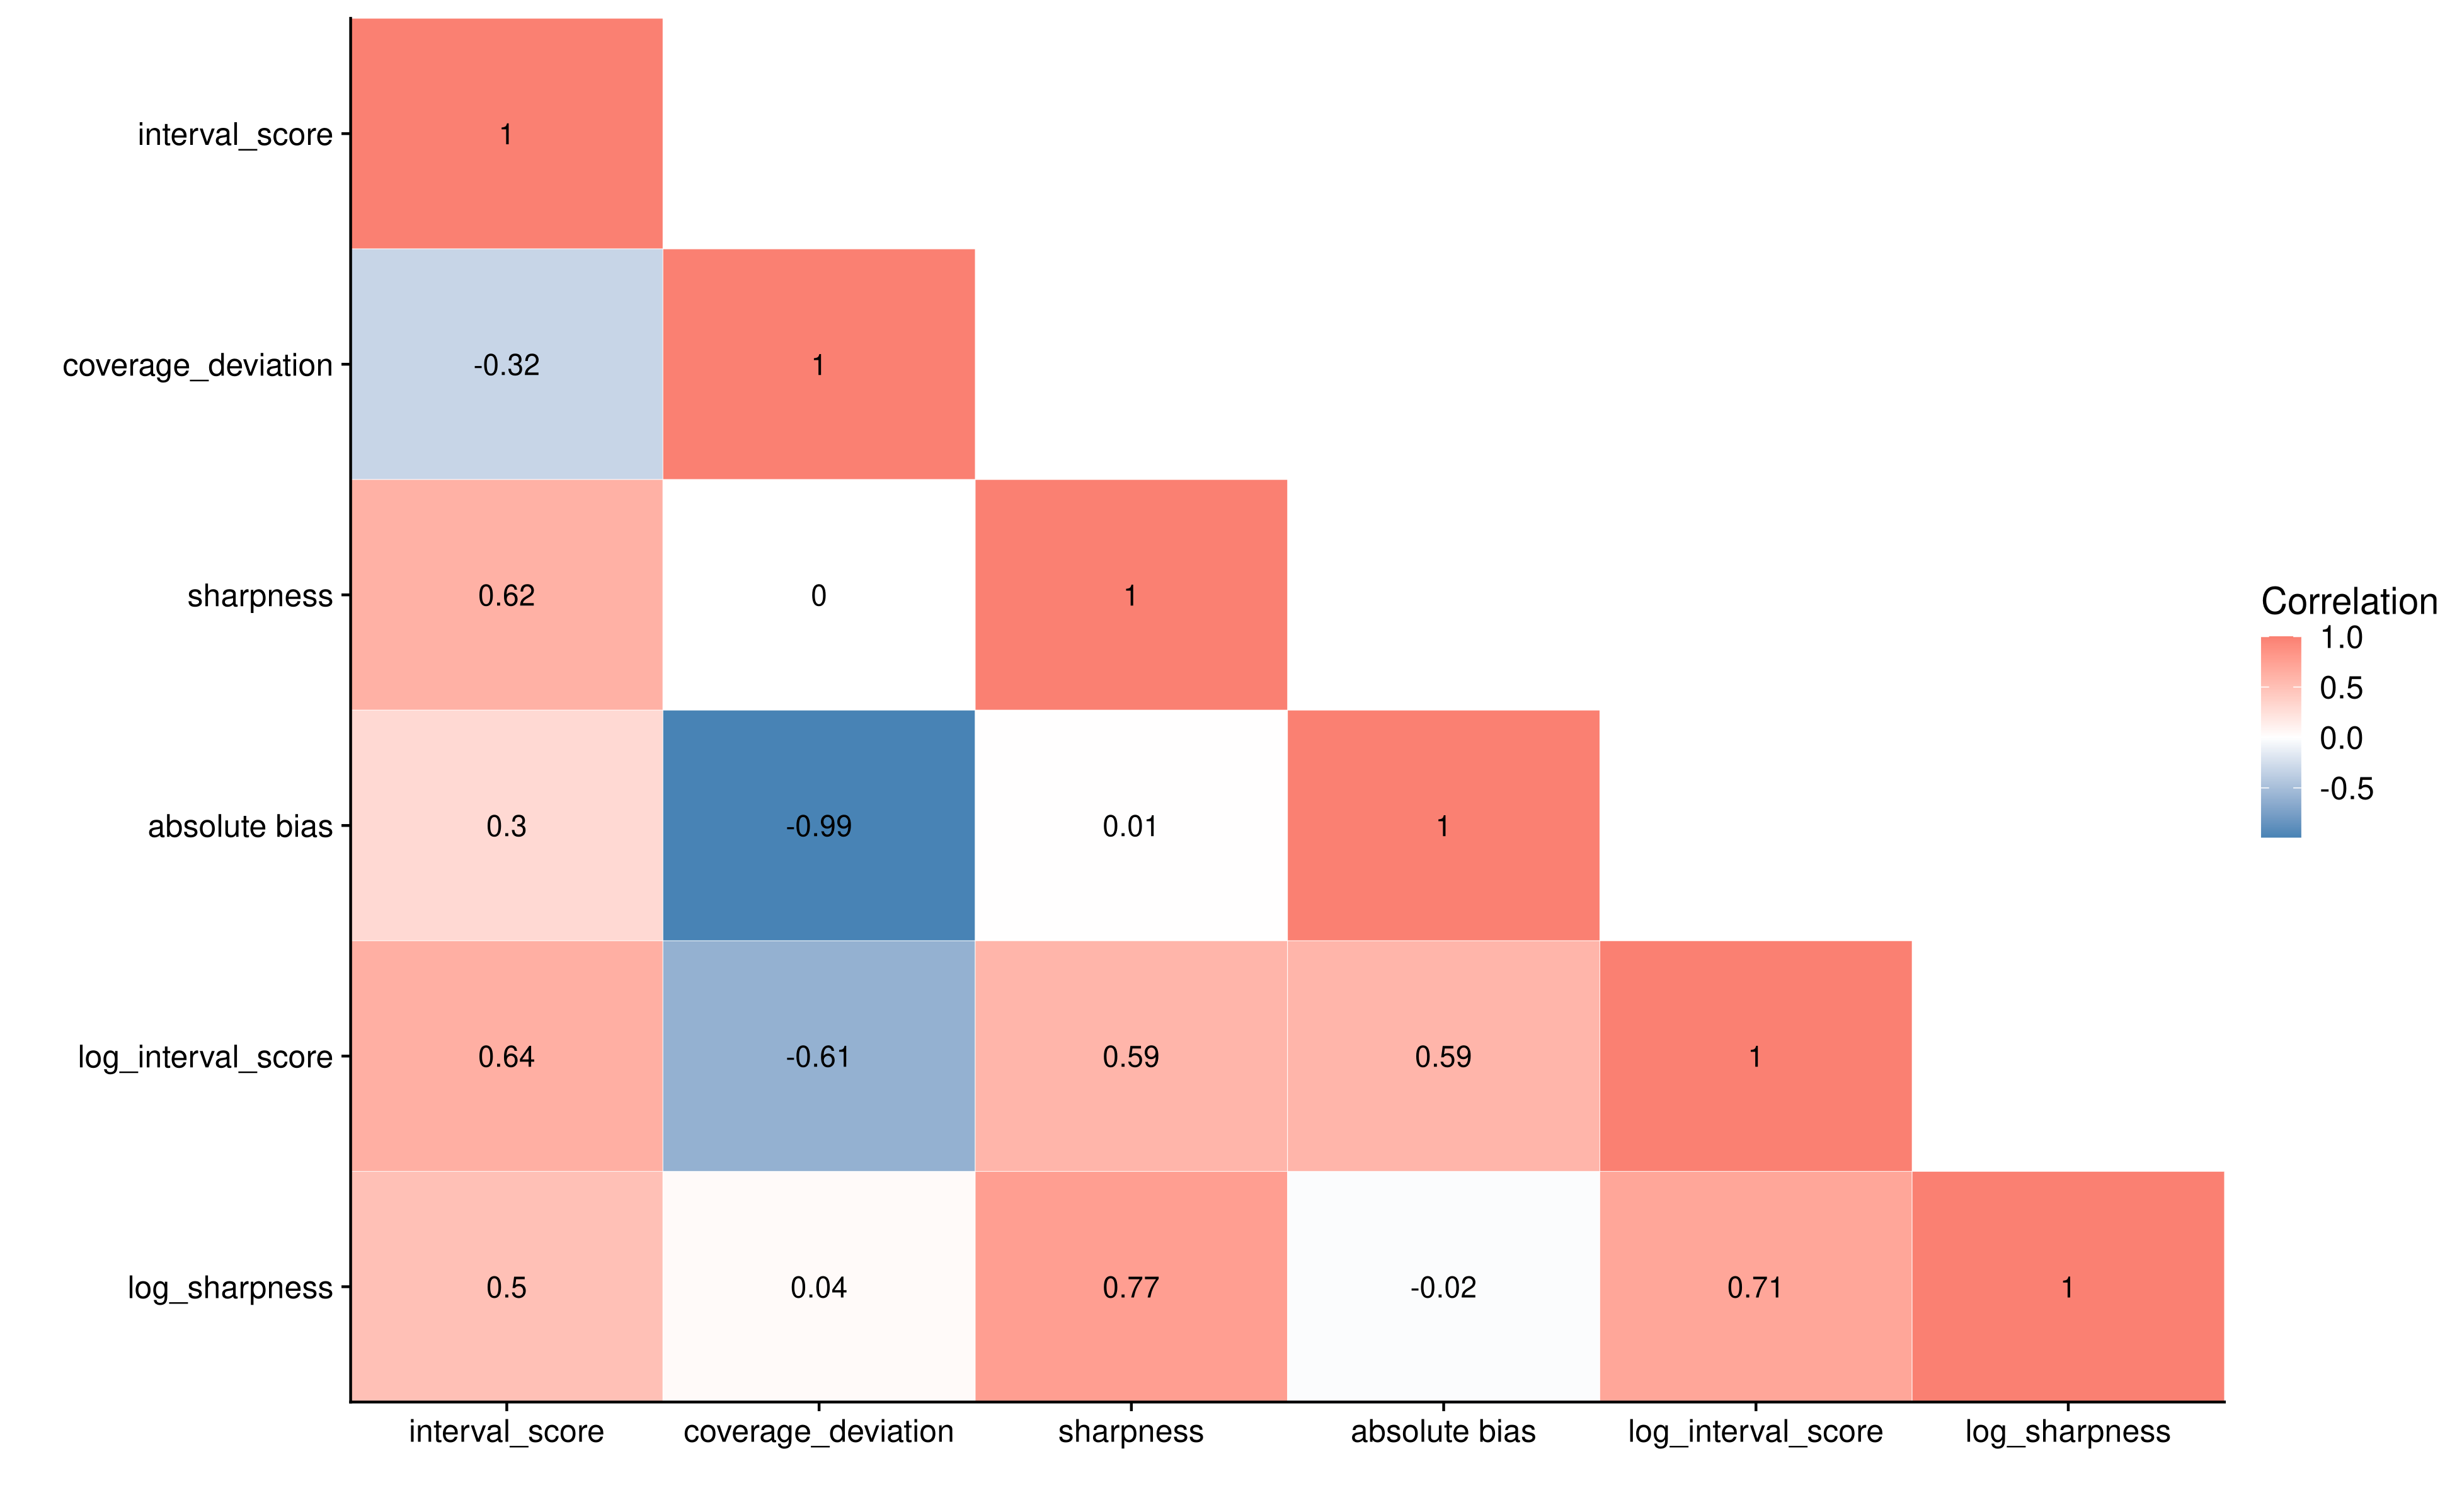 interval_score
1
coverage_deviation
-0.32
1
sharpness
0.62
0
1
absolute bias
0.3
-0.99
0.01
1
log_interval_score
0.64
-0.61
0.59
0.59
1
log_sharpness
0.5
0.04
0.77
-0.02
0.71
1
interval_score
coverage_deviation
sharpness
absolute bias
log_interval_score
log_sharpness
Correlation
1.0
0.5
0.0
-0.5